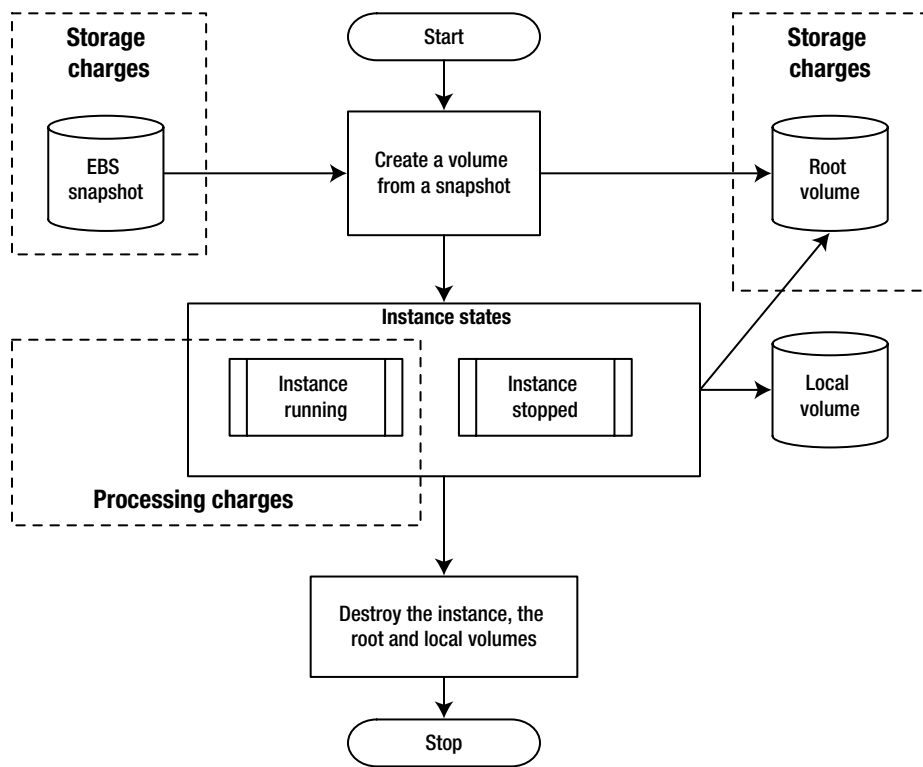 Storage
charges
Start
Storage
charges
EBS
snapshot
Create a volume
from a snapshot
Root
volume
Instance states
Instance
running
Instance
stopped
Local
volume
Processing charges
Destroy the instance, the
root and local volumes
Stop